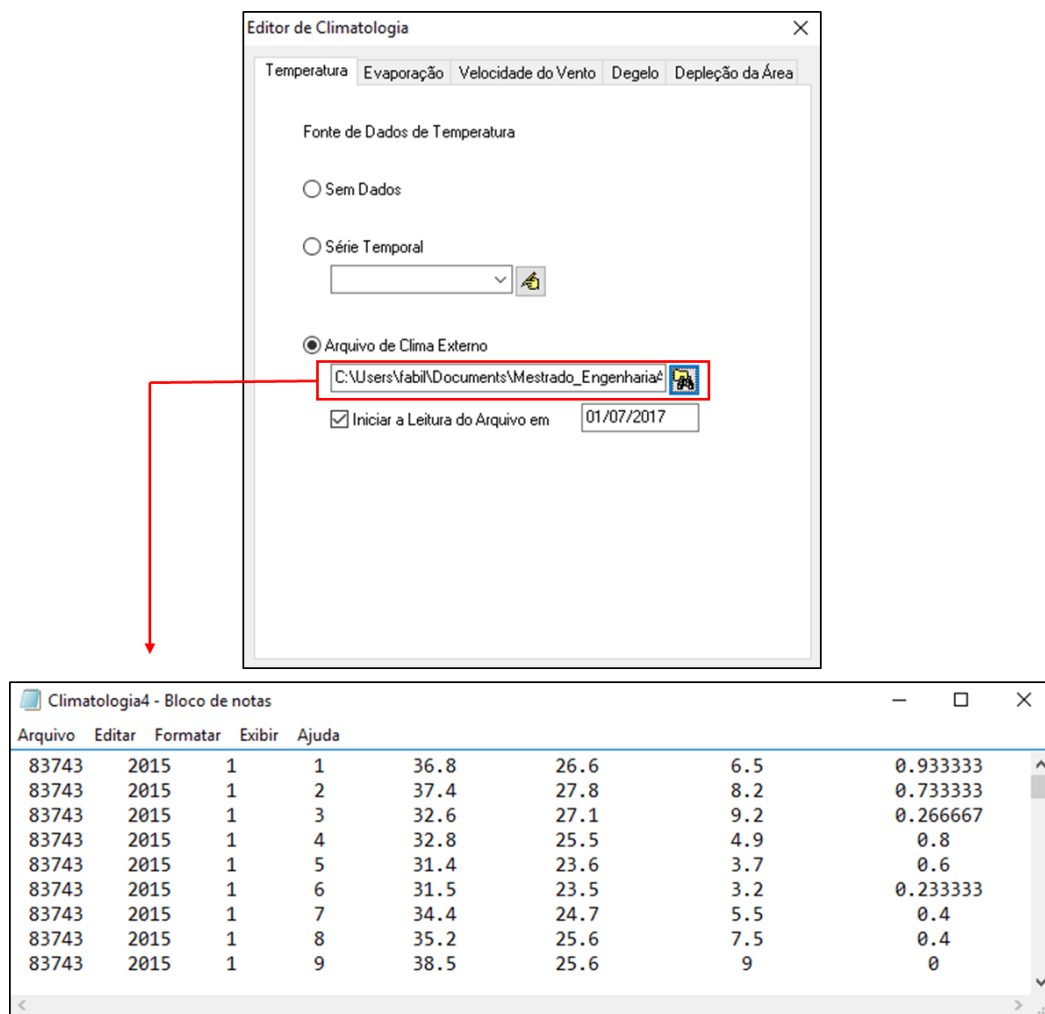 Editor de Climatologia
Temperatura Evaporação Velocidade do Vento Degelo Depleção da Área
Fonte de Dados de Temperatura
Sem Dados
Série Temporal
Arquivo de Clima Externo
C:\Users\fabil\Documents\Mestrado_Engenharia
Iniciar a Leitura do Arquivo em 01/07/2017
Climatologia4 - Bloco de notas
Arquivo Editar Formatar Exibir Ajuda
83743 2015 1 1 36.8 26.6 6.5 0.933333
83743 2015 1 2 37.4 27.8 8.2 0.733333
83743 2015 1 3 32.6 27.1 9.2 0.266667
83743 2015 1 4 32.8 25.5 4.9 0.8
83743 2015 1 5 31.4 23.6 3.7 0.6
83743 2015 1 6 31.5 23.5 3.2 0.233333
83743 2015 1 7 34.4 24.7 5.5 0.4
83743 2015 1 8 35.2 25.6 7.5 0.4
83743 2015 1 9 38.5 25.6 9 0